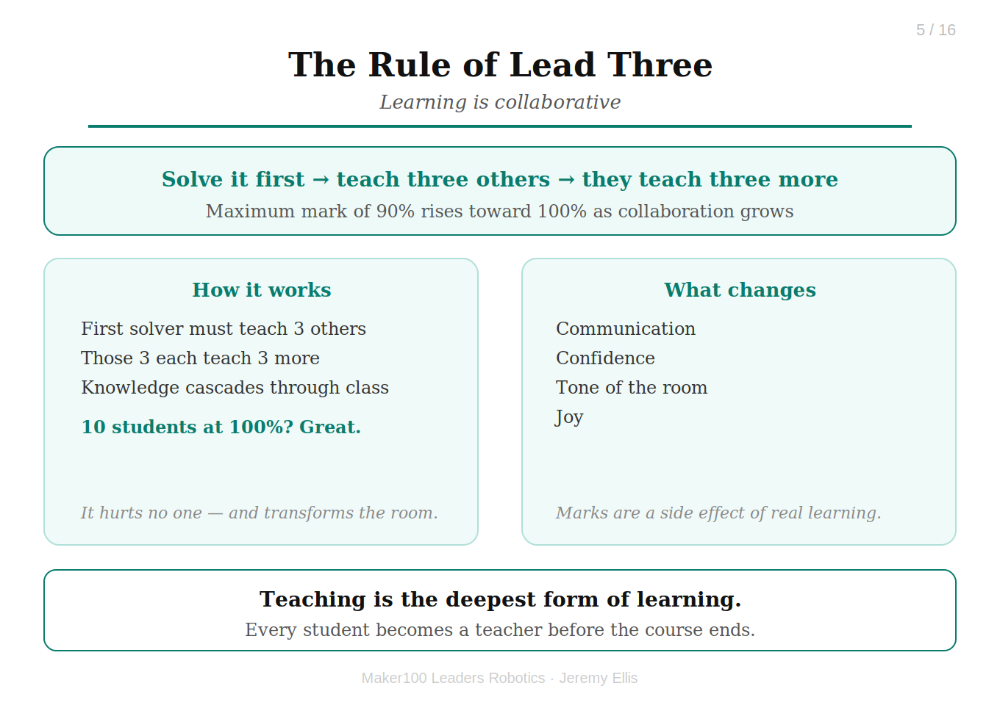 5 / 16
The Rule of Lead Three
Learning is collaborative
Solve it first → teach three others → they teach three more
Maximum mark of 90% rises toward 100% as collaboration grows
How it works
First solver must teach 3 others
Those 3 each teach 3 more
Knowledge cascades through class
10 students at 100%? Great.
It hurts no one — and transforms the room.
What changes
Communication
Confidence
Tone of the room
Joy
Marks are a side effect of real learning.
Teaching is the deepest form of learning.
Every student becomes a teacher before the course ends.
Maker100 Leaders Robotics · Jeremy Ellis